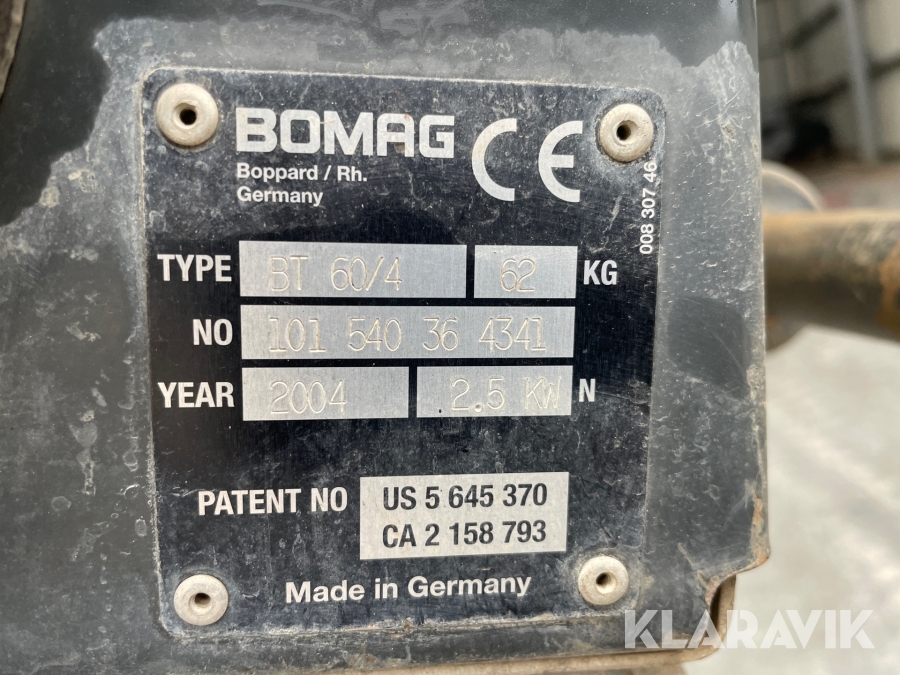 BOMAG CE
Boppard / Rh.
Germany
008 307 46
TYPE BT 60/4 62 KG
NO 101 540 36 4341
YEAR 2004 2.5 KW N
PATENT NO US 5 645 370
CA 2 158 793
Made in Germany
KLARAVIK